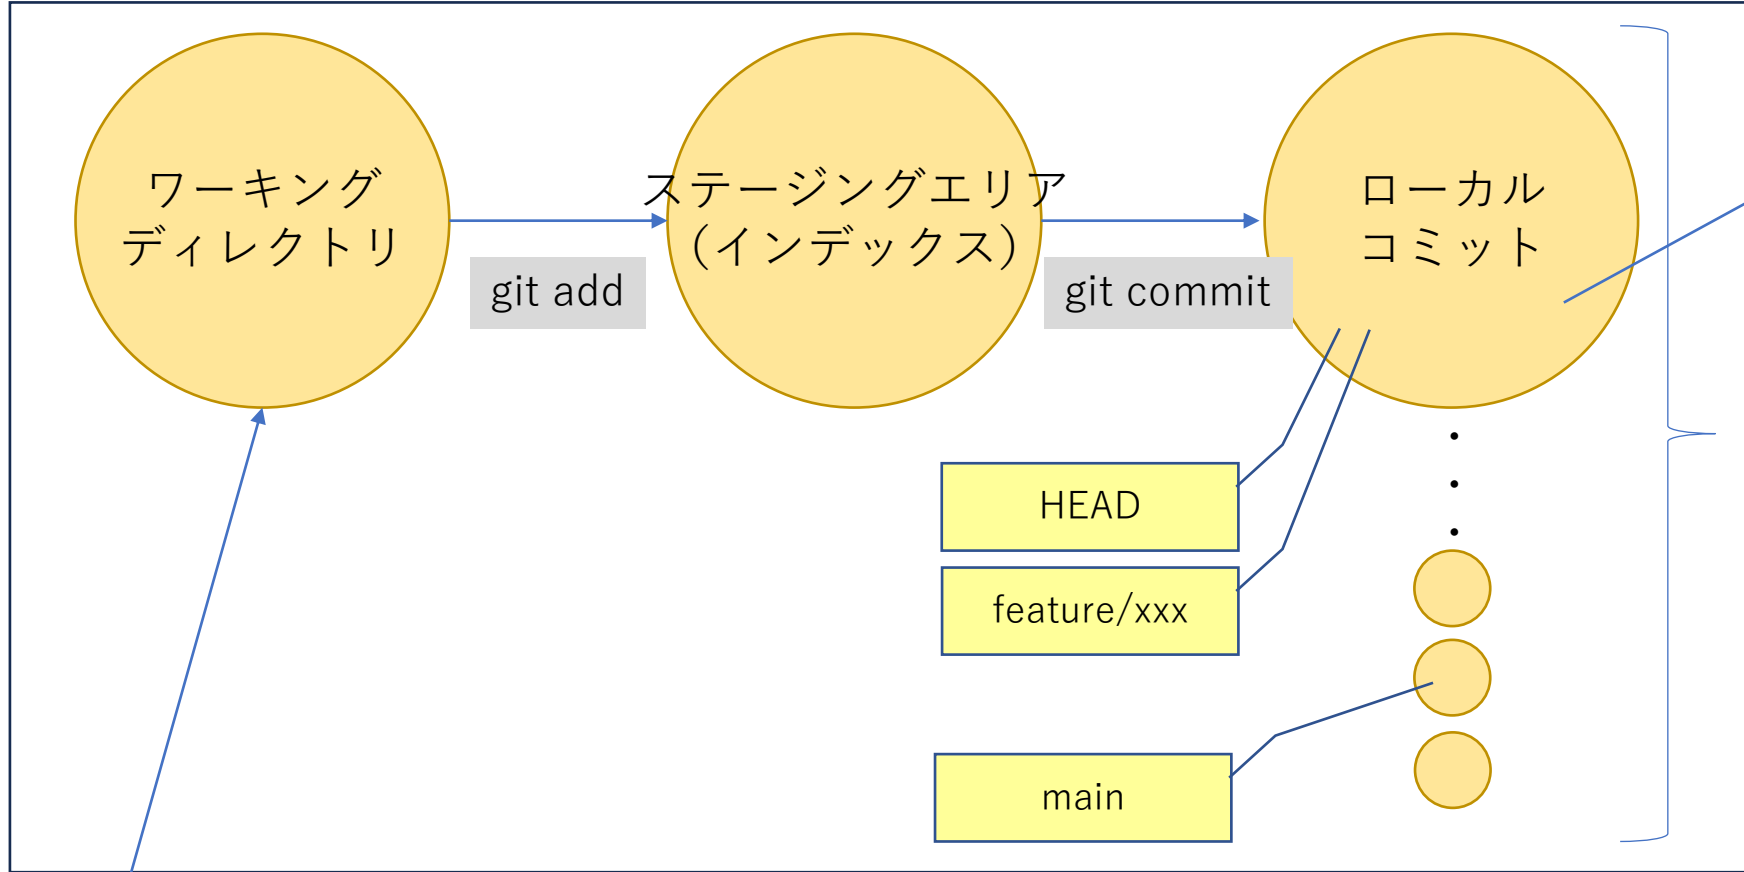 ワーキング
ディレクトリ
git add
ステージングエリア
（インデックス）
git commit
ローカル
コミット
・
・
・
HEAD
feature/xxx
main